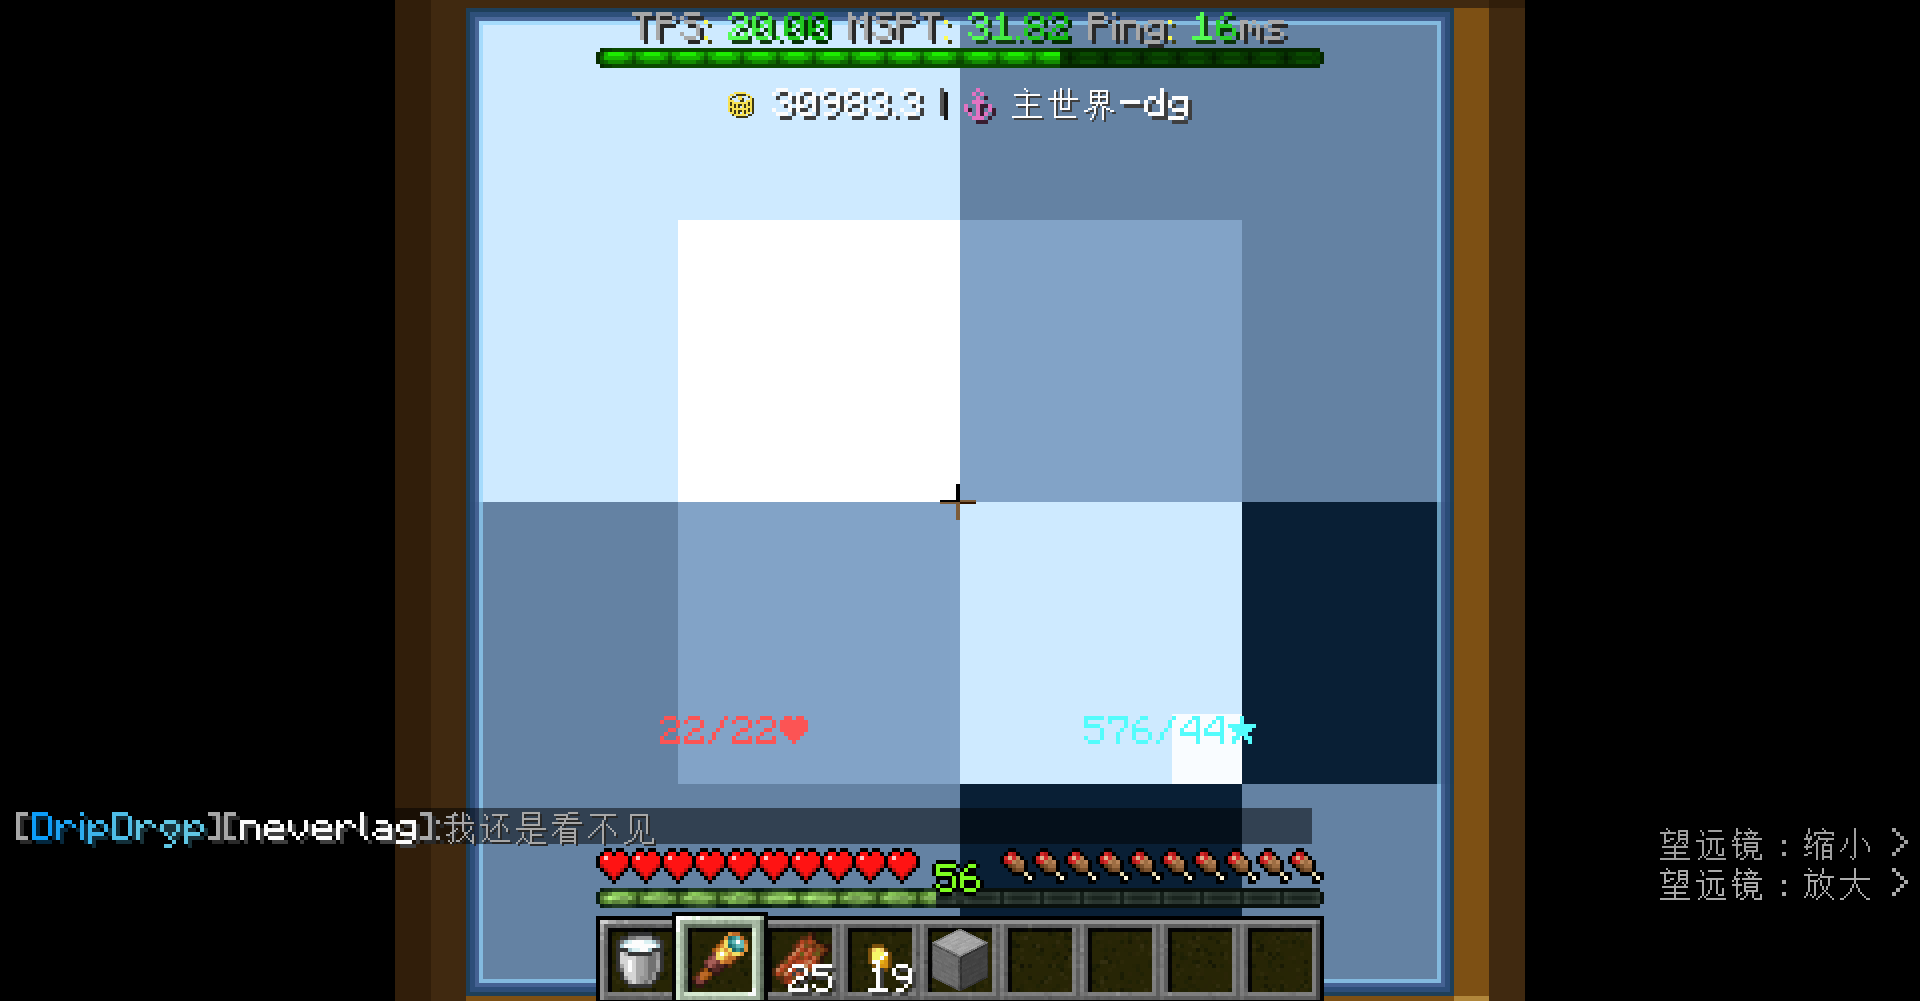 TPS: 20.00 MSPT: 31.82 Ping: 16ms
30983.3 | 主世界-dg
22/22♥ 576/44★
[DripDrop][neverlag]:我还是看不见
望远镜：缩小 >
望远镜：放大 >
56
25 19